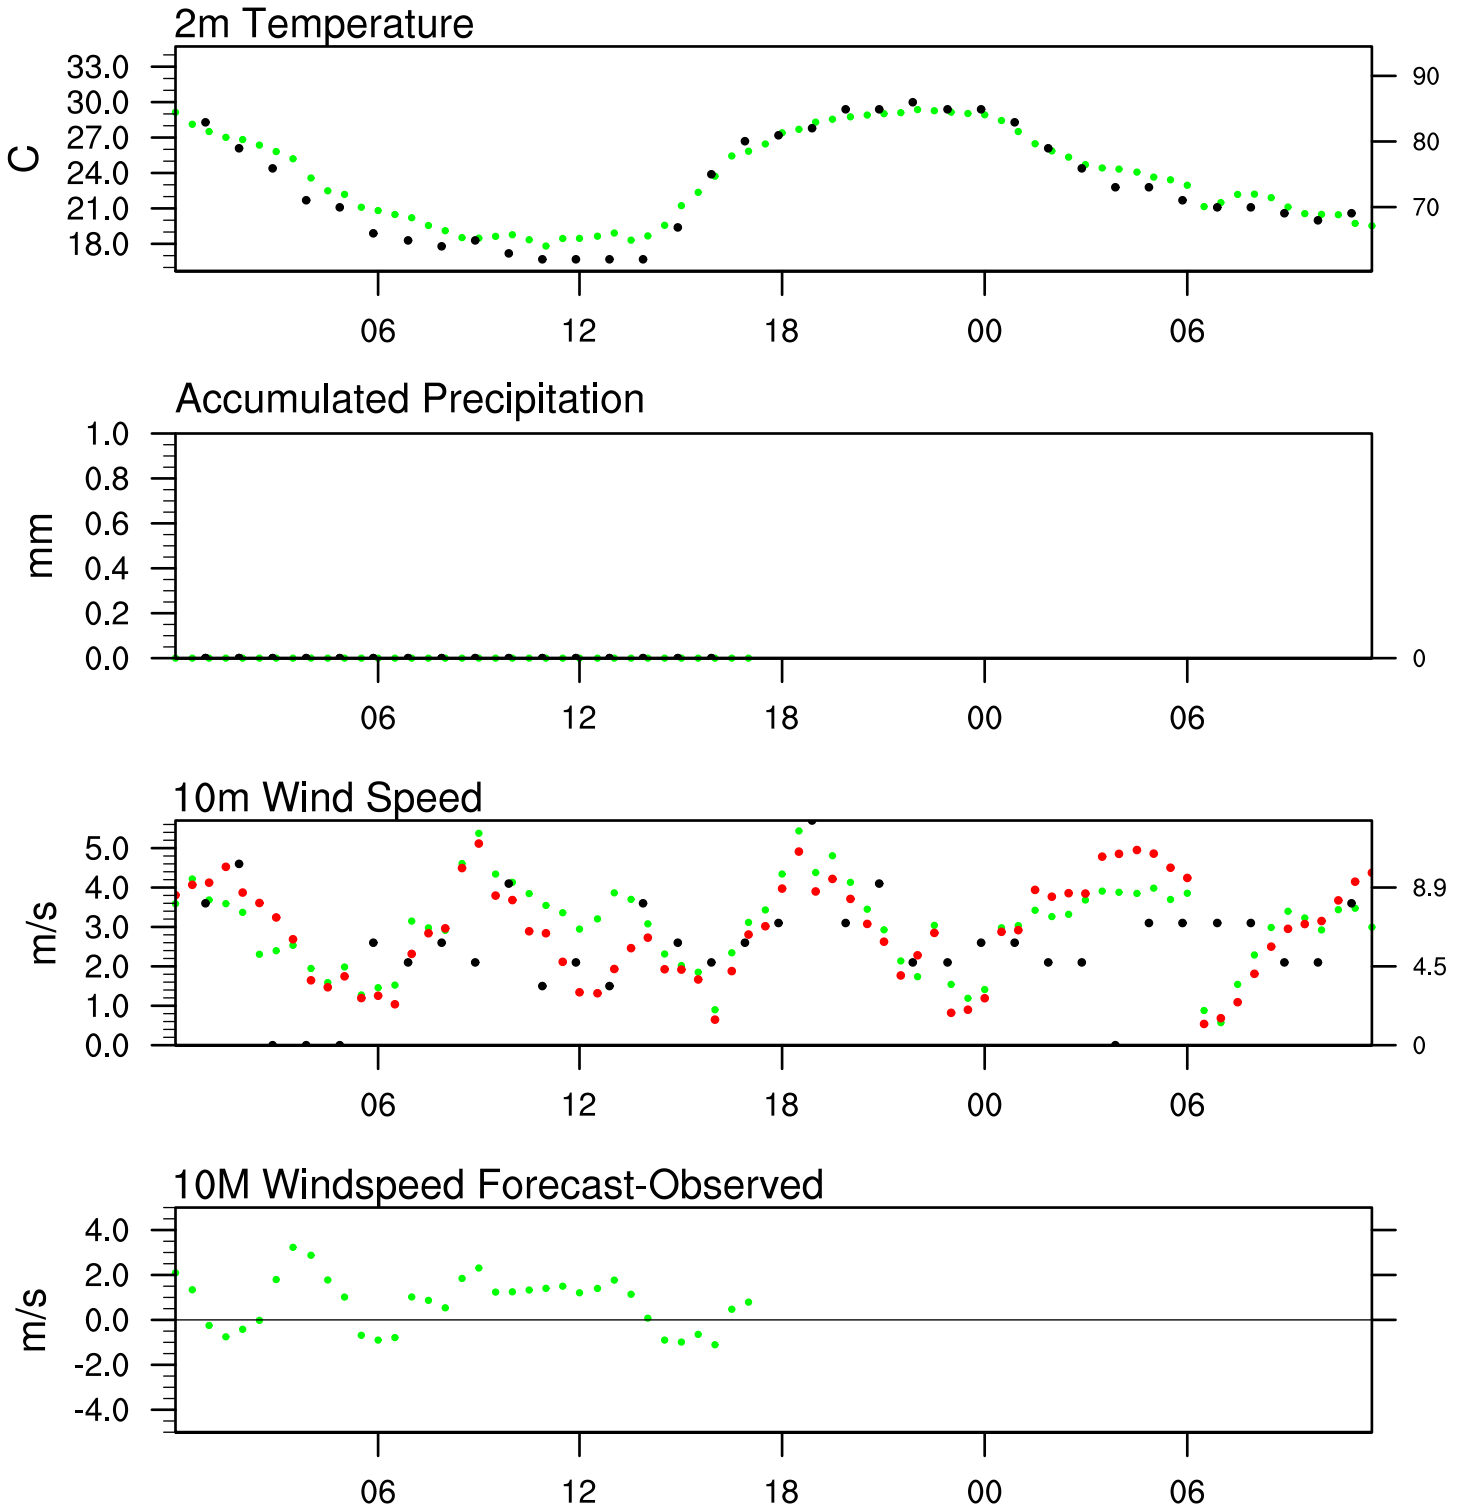 2m Temperature
33.0
30.0
27.0
24.0
21.0
18.0
C
90
80
70
06 12 18 00 06
Accumulated Precipitation
1.0
0.8
0.6
0.4
0.2
0.0
mm
0
06 12 18 00 06
10m Wind Speed
5.0
4.0
3.0
2.0
1.0
0.0
m/s
8.9
4.5
0
06 12 18 00 06
10M Windspeed Forecast-Observed
4.0
2.0
0.0
-2.0
-4.0
m/s
06 12 18 00 06